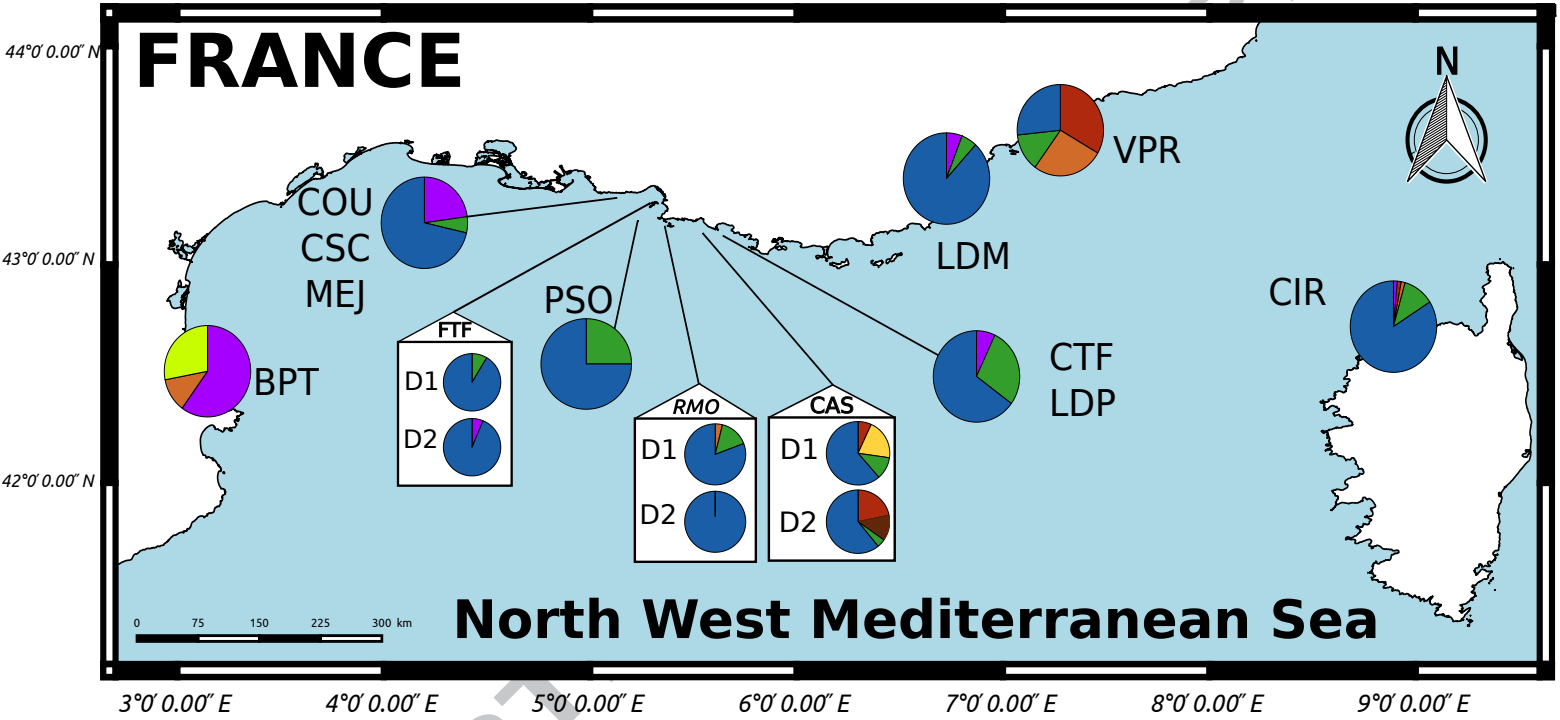 44°0′0.00″ N
FRANCE
N
VPR
COU
CSC
MEJ
43°0′0.00″ N
LDM
CIR
PSO
FTF
D1
D2
BPT
CTF
LDP
RMO
D1
D2
CAS
D1
D2
42°0′0.00″ N
0 75 150 225 300 km
North West Mediterranean Sea
3°0′0.00″ E 4°0′0.00″ E 5°0′0.00″ E 6°0′0.00″ E 7°0′0.00″ E 8°0′0.00″ E 9°0′0.00″ E